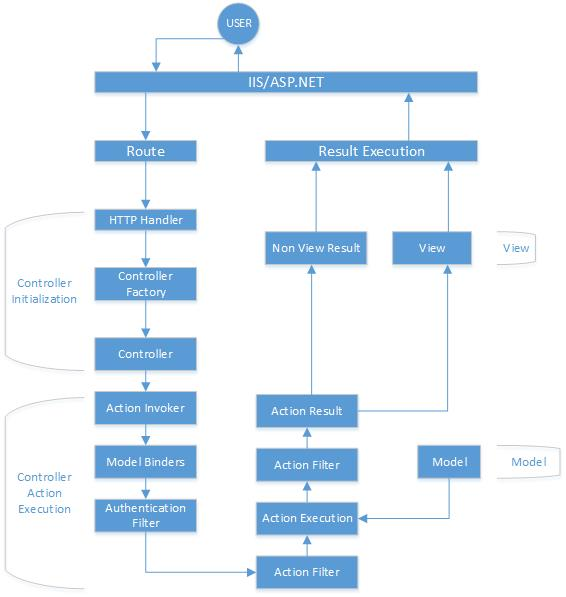 USER
IIS/ASP.NET
Route
Result Execution
HTTP Handler
Non View Result
View
View
Controller
Initialization
Controller
Factory
Controller
Action Invoker
Action Result
Controller
Action
Execution
Model Binders
Action Filter
Model
Model
Authentication
Filter
Action Execution
Action Filter